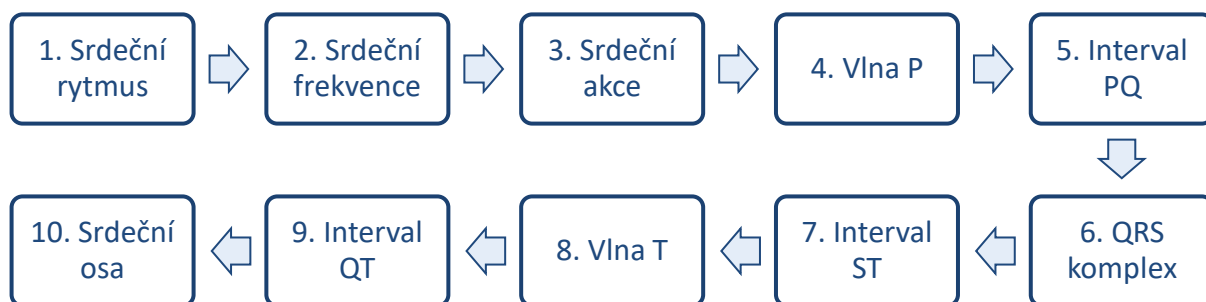 1. Srdeční
rytmus
2. Srdeční
frekvence
3. Srdeční
akce
4. Vlna P
5. Interval
PQ
6. QRS
komplex
7. Interval
ST
8. Vlna T
9. Interval
QT
10. Srdeční
osa